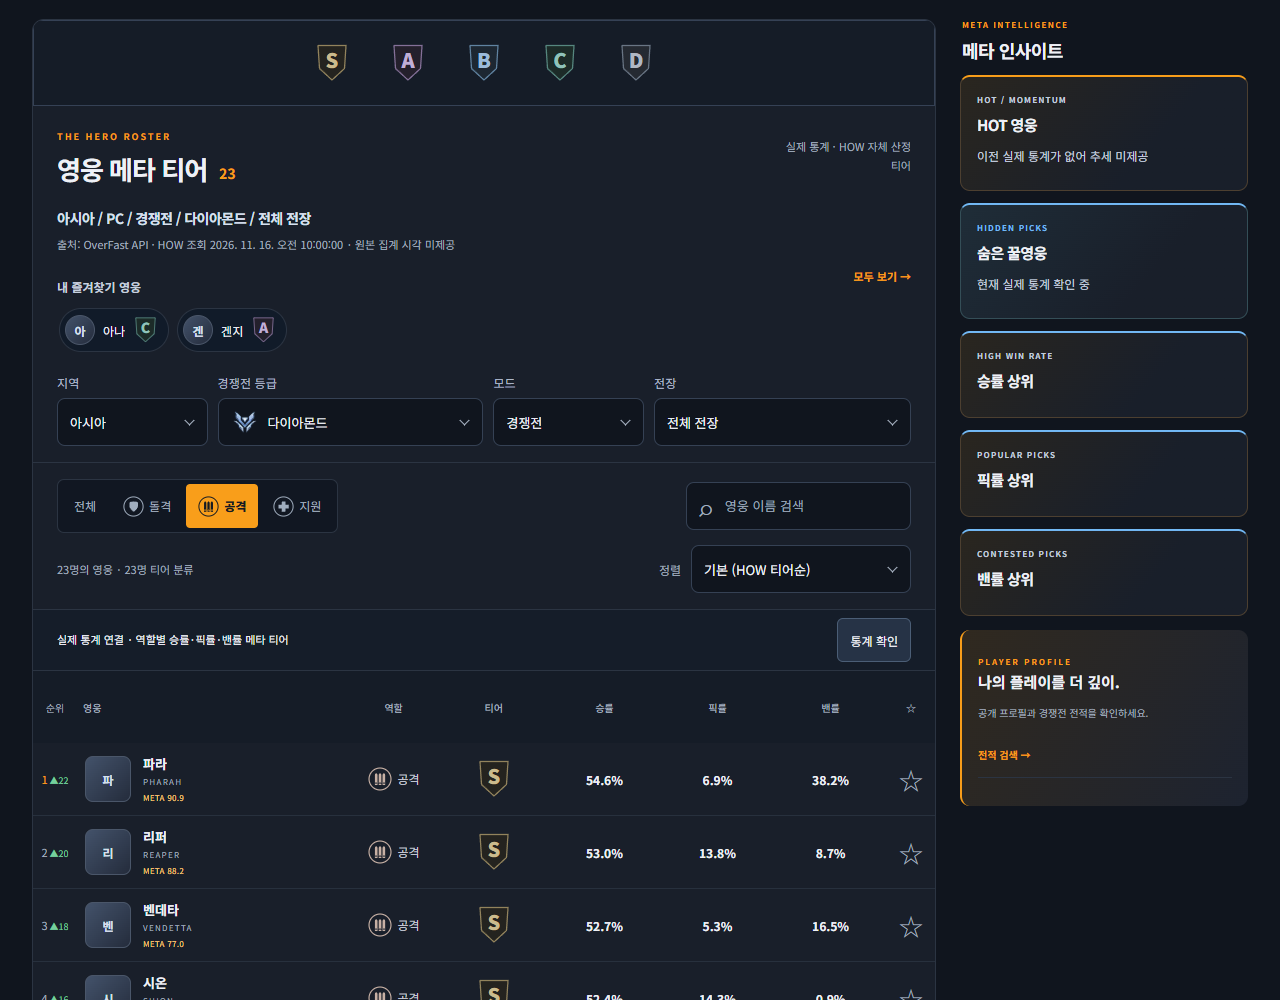 S A B C D
THE HERO ROSTER
영웅 메타 티어 23
실제 통계 · HOW 자체 산정
티어
아시아 / PC / 경쟁전 / 다이아몬드 / 전체 전장
출처: OverFast API · HOW 조회 2026. 11. 16. 오전 10:00:00 · 원본 집계 시각 미제공
내 즐겨찾기 영웅
모두 보기 →
아 아나 C 겐 겐지 A
지역 경쟁전 등급 모드 전장
아시아 다이아몬드 경쟁전 전체 전장
전체 돌격 공격 지원
영웅 이름 검색
23명의 영웅 · 23명 티어 분류
정렬 기본 (HOW 티어순)
실제 통계 연결 · 역할별 승률·픽률·밴률 메타 티어
통계 확인
순위 영웅 역할 티어 승률 픽률 밴률 ☆
1 ▲22 파 파라 공격 S 54.6% 6.9% 38.2% ☆
PHARAH
META 90.9
2 ▲20 리 리퍼 공격 S 53.0% 13.8% 8.7% ☆
REAPER
META 88.2
3 ▲18 벤 벤데타 공격 S 52.7% 5.3% 16.5% ☆
VENDETTA
META 77.0
시온
META INTELLIGENCE
메타 인사이트
HOT / MOMENTUM
HOT 영웅
이전 실제 통계가 없어 추세 미제공
HIDDEN PICKS
숨은 꿀영웅
현재 실제 통계 확인 중
HIGH WIN RATE
승률 상위
POPULAR PICKS
픽률 상위
CONTESTED PICKS
밴률 상위
PLAYER PROFILE
나의 플레이를 더 깊이.
공개 프로필과 경쟁전 전적을 확인하세요.
전적 검색 →